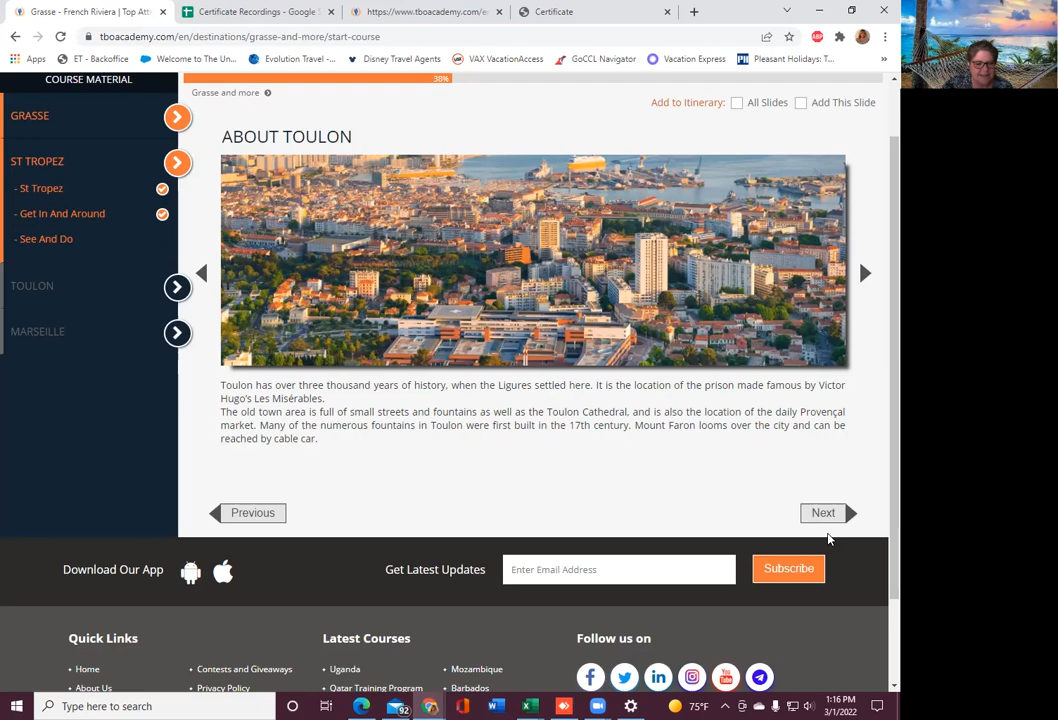 Grasse - French Riviera | Top Att
Certificate Recordings - Google S
https://www.tboacademy.com/e
Certificate
tboacademy.com/en/destinations/grasse-and-more/start-course
Apps
ET - Backoffice
Welcome to The Un...
Evolution Travel -...
Disney Travel Agents
VAX VacationAccess
GoCCL Navigator
Vacation Express
Pleasant Holidays: T...
COURSE MATERIAL
38%
Grasse and more
Add to Itinerary: All Slides Add This Slide
GRASSE
ST TROPEZ
- St Tropez
- Get In And Around
- See And Do
TOULON
MARSEILLE
ABOUT TOULON
Toulon has over three thousand years of history, when the Ligures settled here. It is the location of the prison made famous by Victor
Hugo's Les Misérables.
The old town area is full of small streets and fountains as well as the Toulon Cathedral, and is also the location of the daily Provençal
market. Many of the numerous fountains in Toulon were first built in the 17th century. Mount Faron looms over the city and can be
reached by cable car.
Previous
Next
Download Our App
Get Latest Updates
Enter Email Address
Subscribe
Quick Links
Latest Courses
Follow us on
Home
Contests and Giveaways
Uganda
Mozambique
About Us
Privacy Policy
Qatar Training Program
Barbados
Type here to search
92
75°F
1:16 PM
3/1/2022